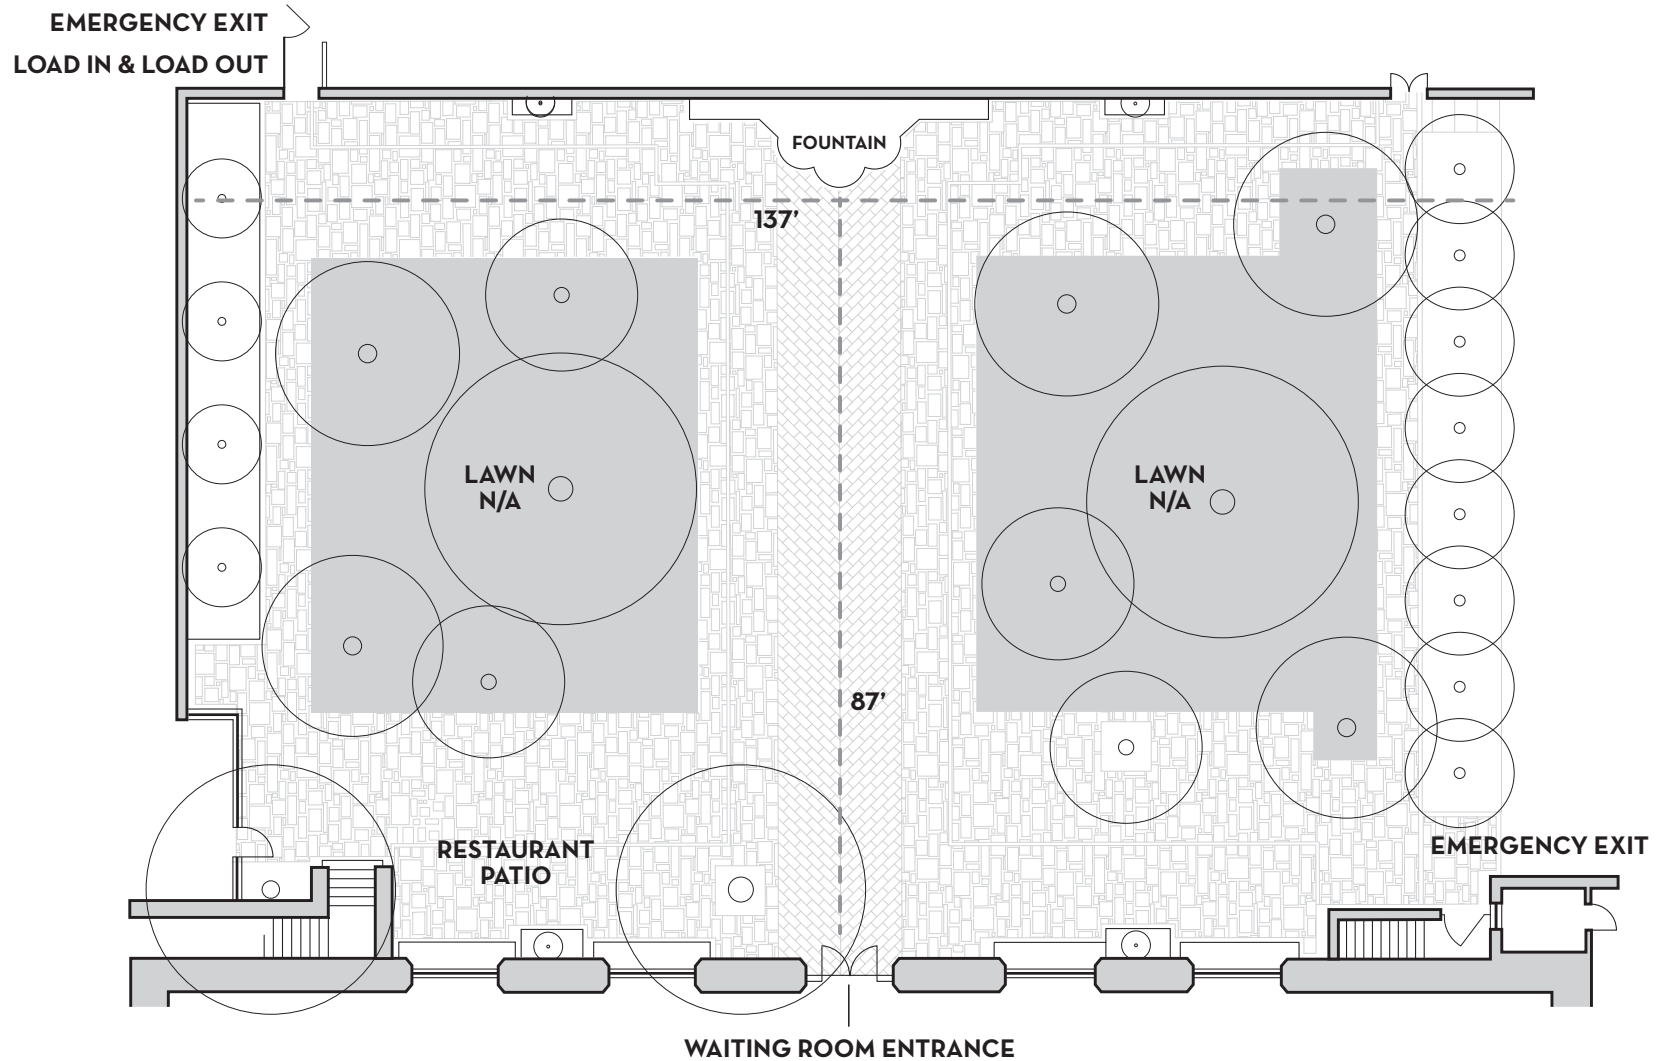 EMERGENCY EXIT
LOAD IN & LOAD OUT
FOUNTAIN
137’
LAWN
N/A
LAWN
N/A
87’
RESTAURANT
PATIO
EMERGENCY EXIT
WAITING ROOM ENTRANCE